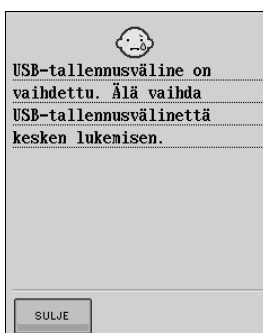 USB-tallennusväline on
vaihdettu. Älä vaihda
USB-tallennusvälinettä
kesken lukemisen.
SULJE